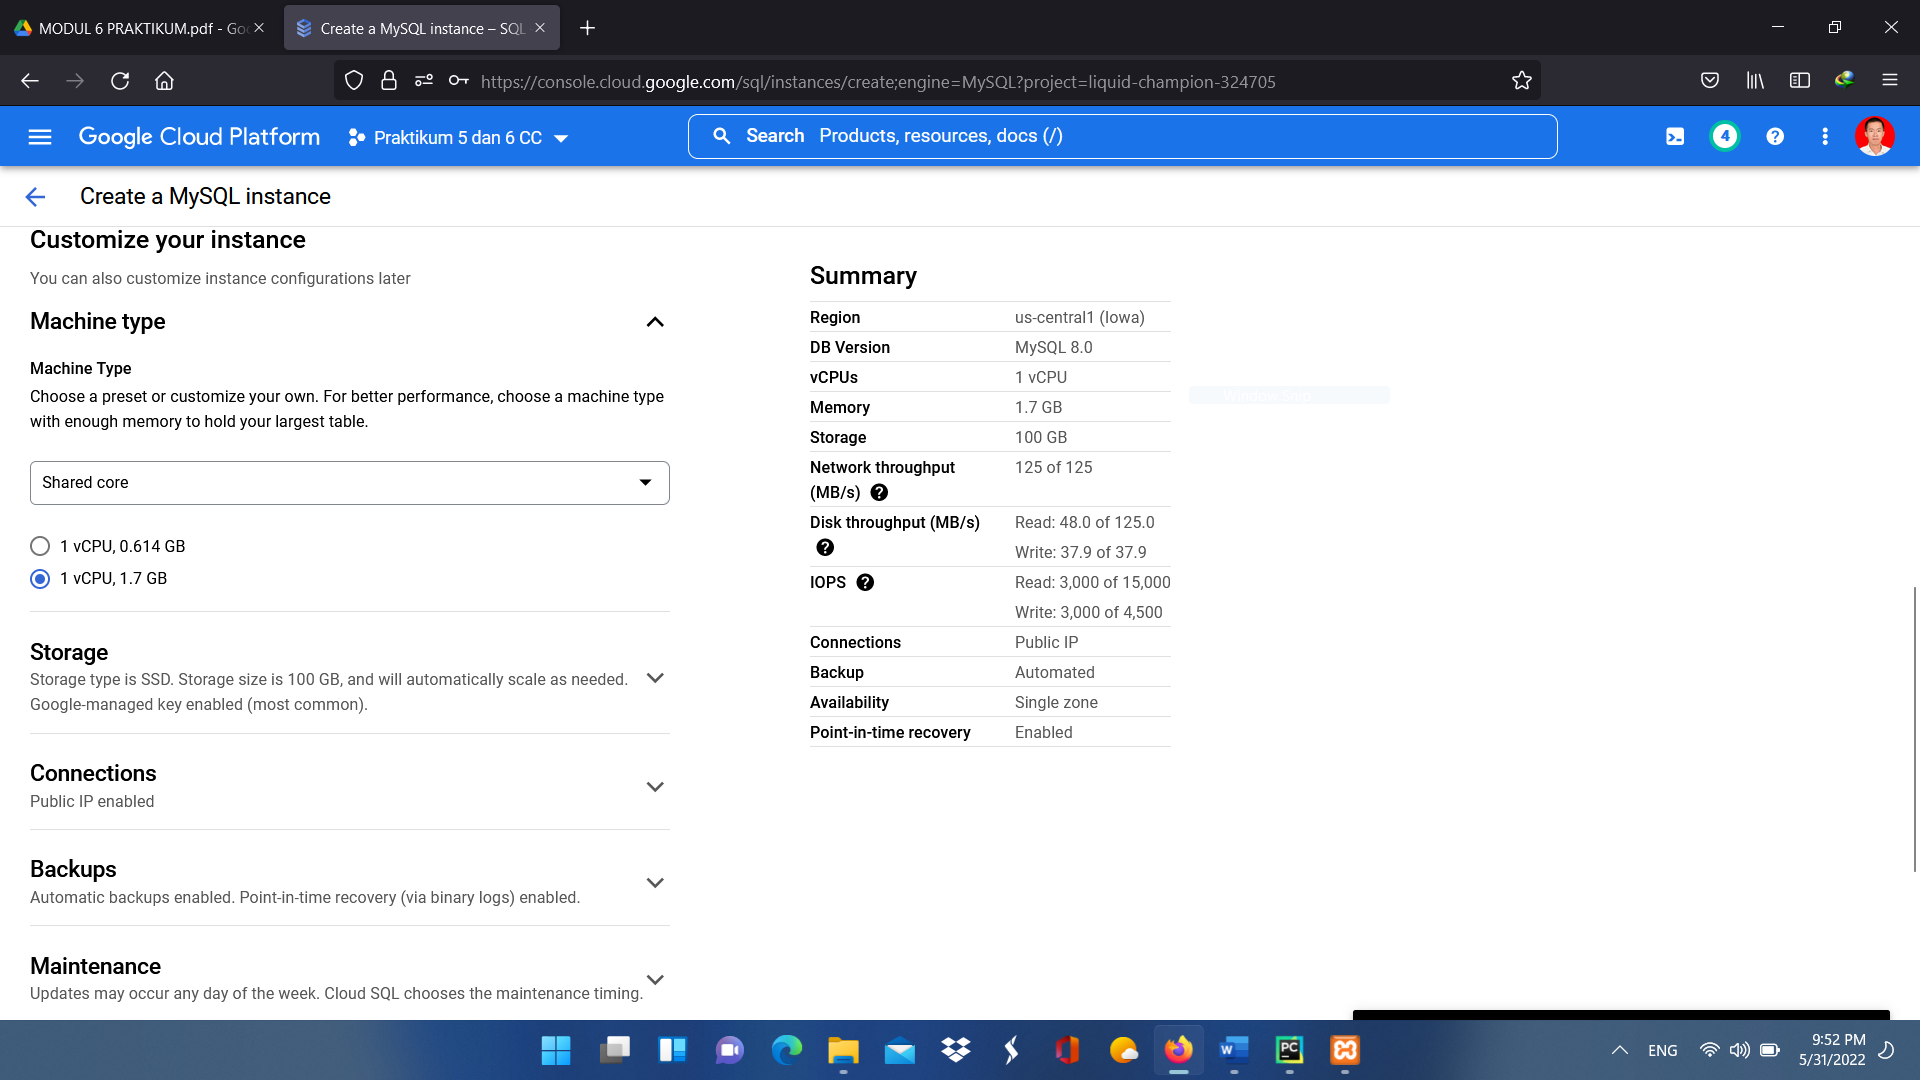 MODUL 6 PRAKTIKUM.pdf - Goo
Create a MySQL instance – SQL
https://console.cloud.google.com/sql/instances/create;engine=MySQL?project=liquid-champion-324705
Google Cloud Platform
Praktikum 5 dan 6 CC
Search Products, resources, docs (/)
4
Create a MySQL instance
Customize your instance
You can also customize instance configurations later
Machine type
Machine Type
Choose a preset or customize your own. For better performance, choose a machine type
with enough memory to hold your largest table.
Shared core
1 vCPU, 0.614 GB
1 vCPU, 1.7 GB
Storage
Storage type is SSD. Storage size is 100 GB, and will automatically scale as needed.
Google-managed key enabled (most common).
Connections
Public IP enabled
Backups
Automatic backups enabled. Point-in-time recovery (via binary logs) enabled.
Maintenance
Updates may occur any day of the week. Cloud SQL chooses the maintenance timing.
Summary
Region us-central1 (Iowa)
DB Version MySQL 8.0
vCPUs 1 vCPU
Memory 1.7 GB
Storage 100 GB
Network throughput 125 of 125
(MB/s)
Disk throughput (MB/s) Read: 48.0 of 125.0
Write: 37.9 of 37.9
IOPS Read: 3,000 of 15,000
Write: 3,000 of 4,500
Connections Public IP
Backup Automated
Availability Single zone
Point-in-time recovery Enabled
Window Snip
ENG
9:52 PM
5/31/2022